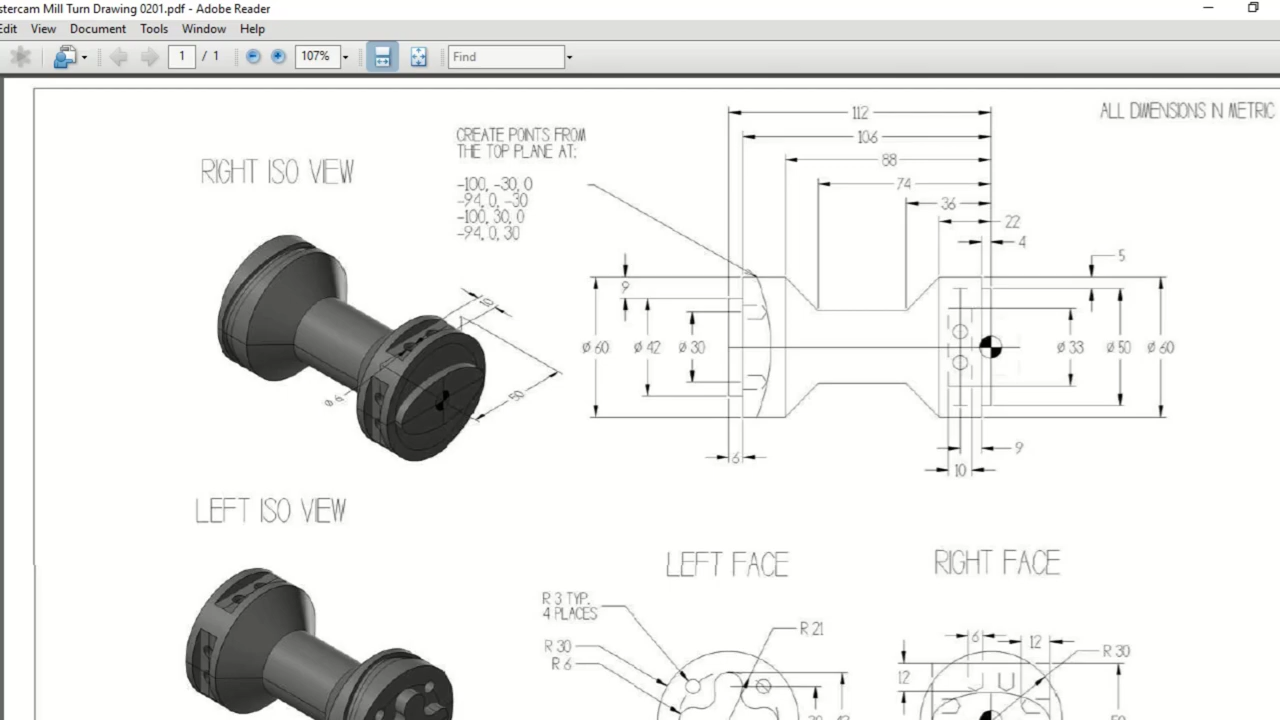 stercam Mill Turn Drawing 0201.pdf - Adobe Reader
Edit View Document Tools Window Help
1 / 1 107% Find
ALL DIMENSIONS IN METRIC
CREATE POINTS FROM
THE TOP PLANE AT:
-100, -30, 0
-94, 0, -30
-100, 30, 0
-94, 0, 30
RIGHT ISO VIEW
112
106
88
74
36
22
4
5
9
10
50
Ø 6
Ø 60 Ø 42 Ø 30 Ø 33 Ø 50 Ø 60
6
9
10
LEFT ISO VIEW
LEFT FACE
RIGHT FACE
R 3 TYP.
4 PLACES
R 30
R 6
R 21
6
12
R 30
12